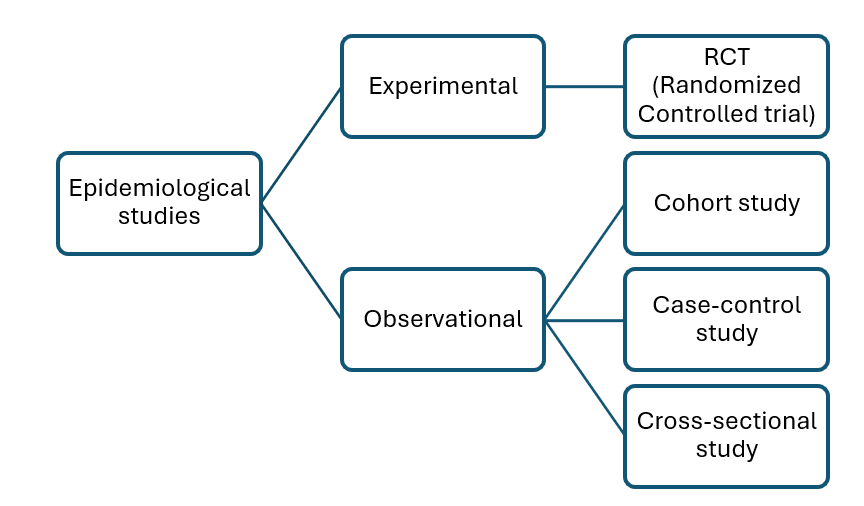 Epidemiological
studies
Experimental
Observational
RCT
(Randomized
Controlled trial)
Cohort study
Case-control
study
Cross-sectional
study